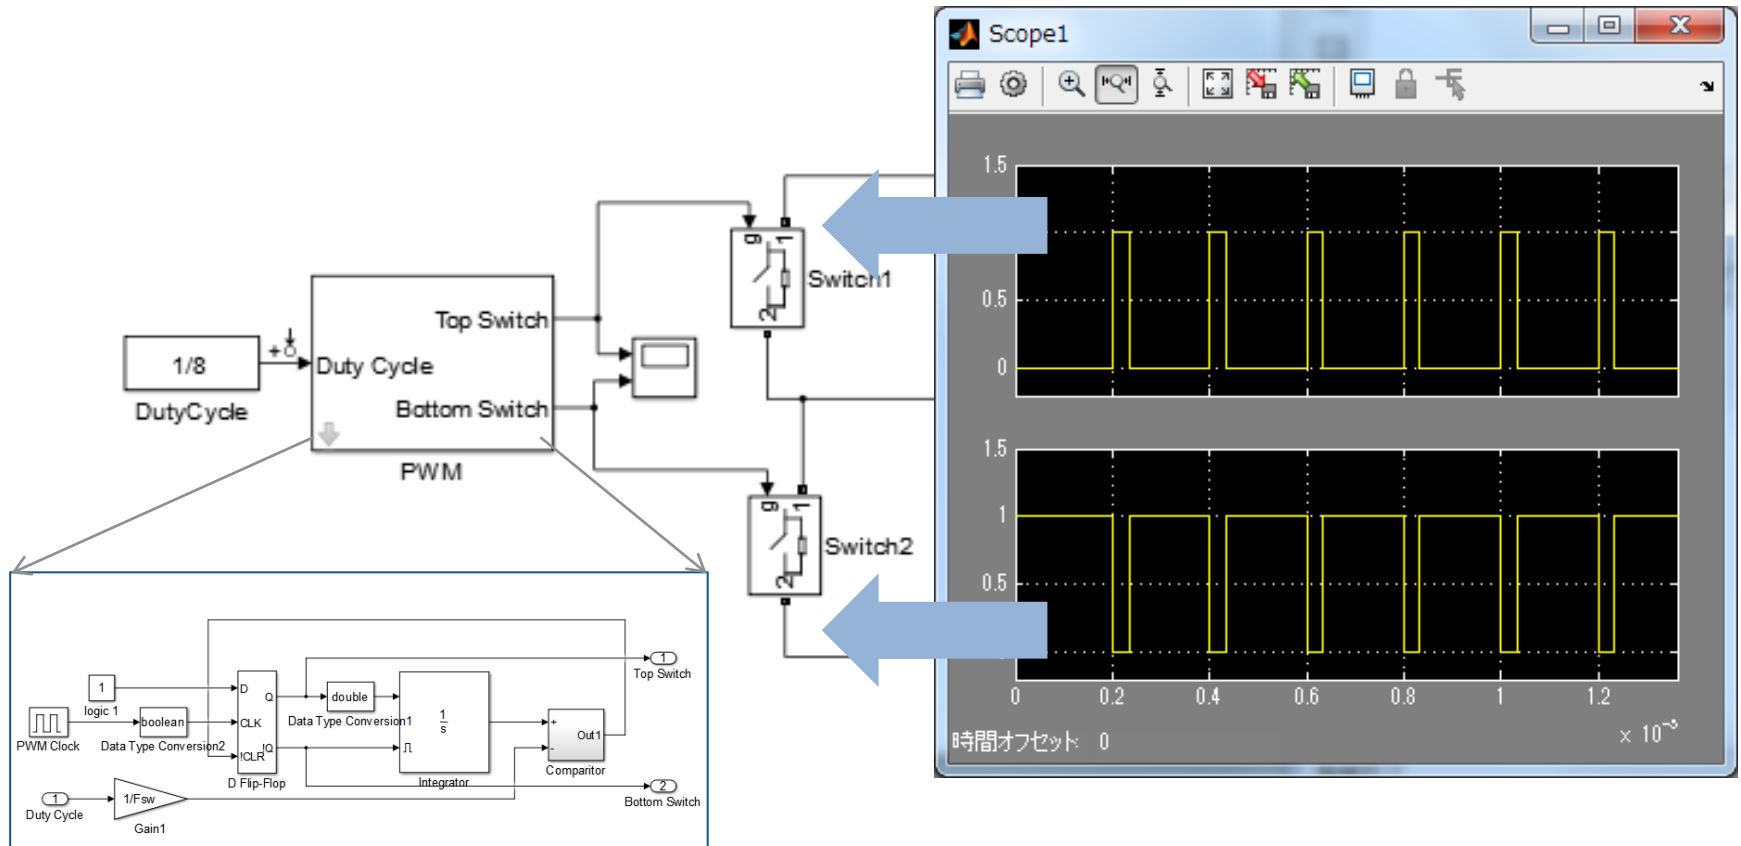 Scope1
1.5
0.5
0
1.5
1
0.5
0
0.2
0.4
0.6
0.8
1
1.2
× 10⁻³
時間オフセット: 0
g
1
2
Switch1
Top Switch
1/8
Duty Cycle
DutyCycle
Bottom Switch
PWM
g
1
2
Switch2
1
Top Switch
1
logic 1
D
Q
double
Data Type Conversion1
1
s
+
-
Out1
Comparitor
PWM Clock
boolean
Data Type Conversion2
CLK
!CLR
!Q
D Flip-Flop
Integrator
1
Duty Cycle
1/Fsw
Gain1
2
Bottom Switch